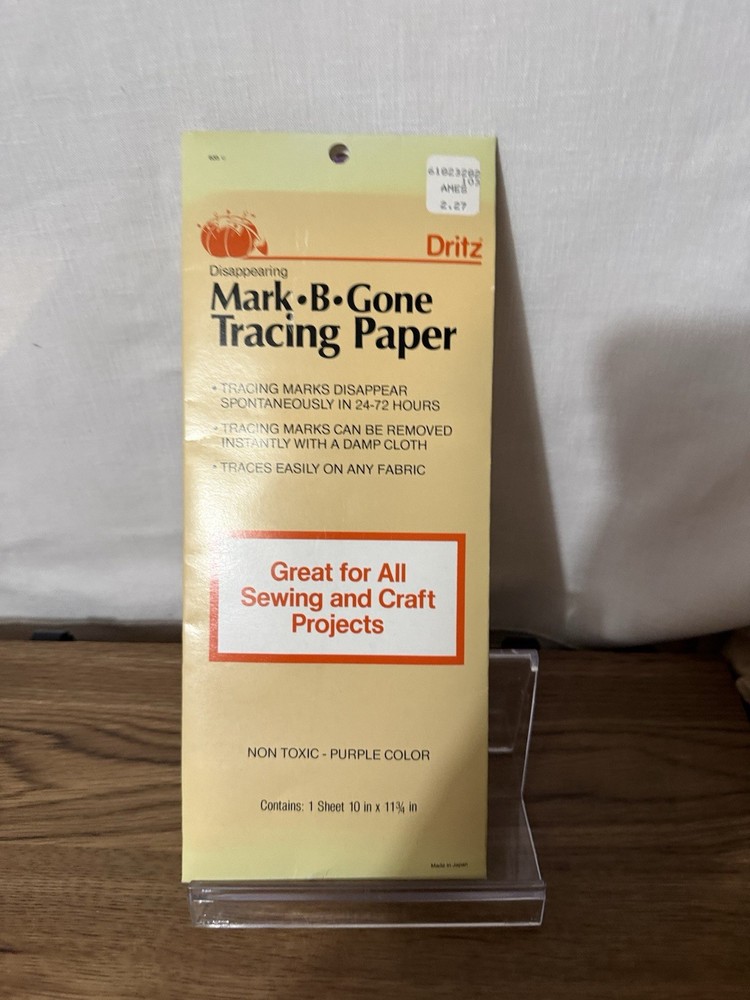 61023202
103
AMES
2.27
Dritz
Disappearing
Mark•B•Gone
Tracing Paper
• TRACING MARKS DISAPPEAR
SPONTANEOUSLY IN 24-72 HOURS
• TRACING MARKS CAN BE REMOVED
INSTANTLY WITH A DAMP CLOTH
• TRACES EASILY ON ANY FABRIC
Great for All
Sewing and Craft
Projects
NON TOXIC - PURPLE COLOR
Contains: 1 Sheet 10 in x 11¾ in
Made in Japan